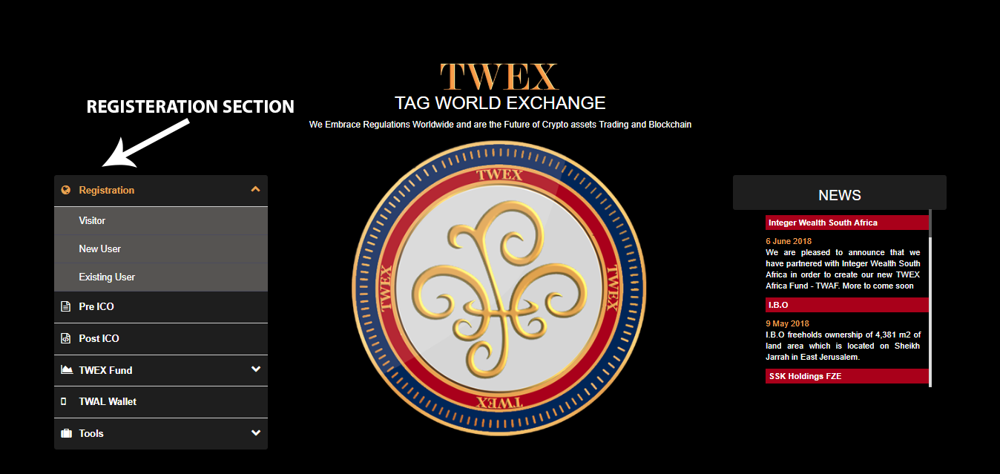 TWEX
TAG WORLD EXCHANGE
We Embrace Regulations Worldwide and are the Future of Crypto assets Trading and Blockchain
REGISTERATION SECTION
Registration
Visitor
New User
Existing User
Pre ICO
Post ICO
TWEX Fund
TWAL Wallet
Tools
TWEX
TWEX
TWEX
TWEX
NEWS
Integer Wealth South Africa
6 June 2018
We are pleased to announce that we
have partnered with Integer Wealth South
Africa in order to create our new TWEX
Africa Fund - TWAF. More to come soon
I.B.O
9 May 2018
I.B.O freeholds ownership of 4,381 m2 of
land area which is located on Sheikh
Jarrah in East Jerusalem.
SSK Holdings FZE